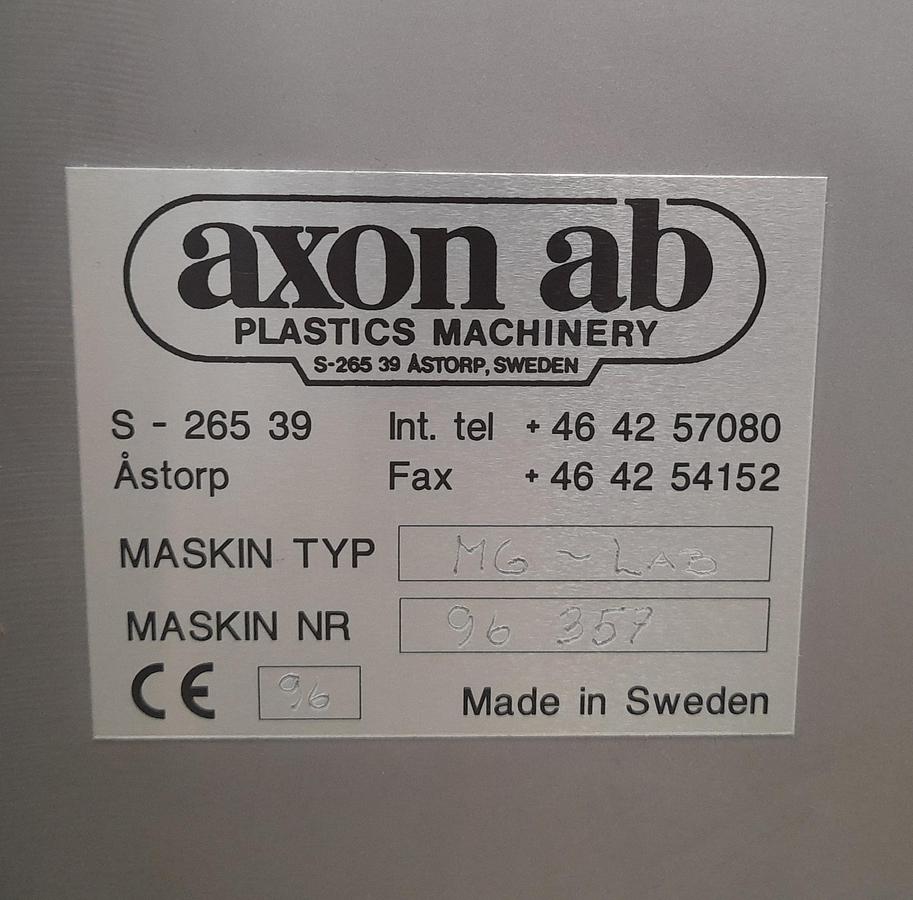 axon ab
PLASTICS MACHINERY
S-265 39 ÅSTORP, SWEDEN
S - 265 39 Int. tel + 46 42 57080
Åstorp Fax + 46 42 54152
MASKIN TYP MG ~ LAB
MASKIN NR 96 357
CE 96 Made in Sweden